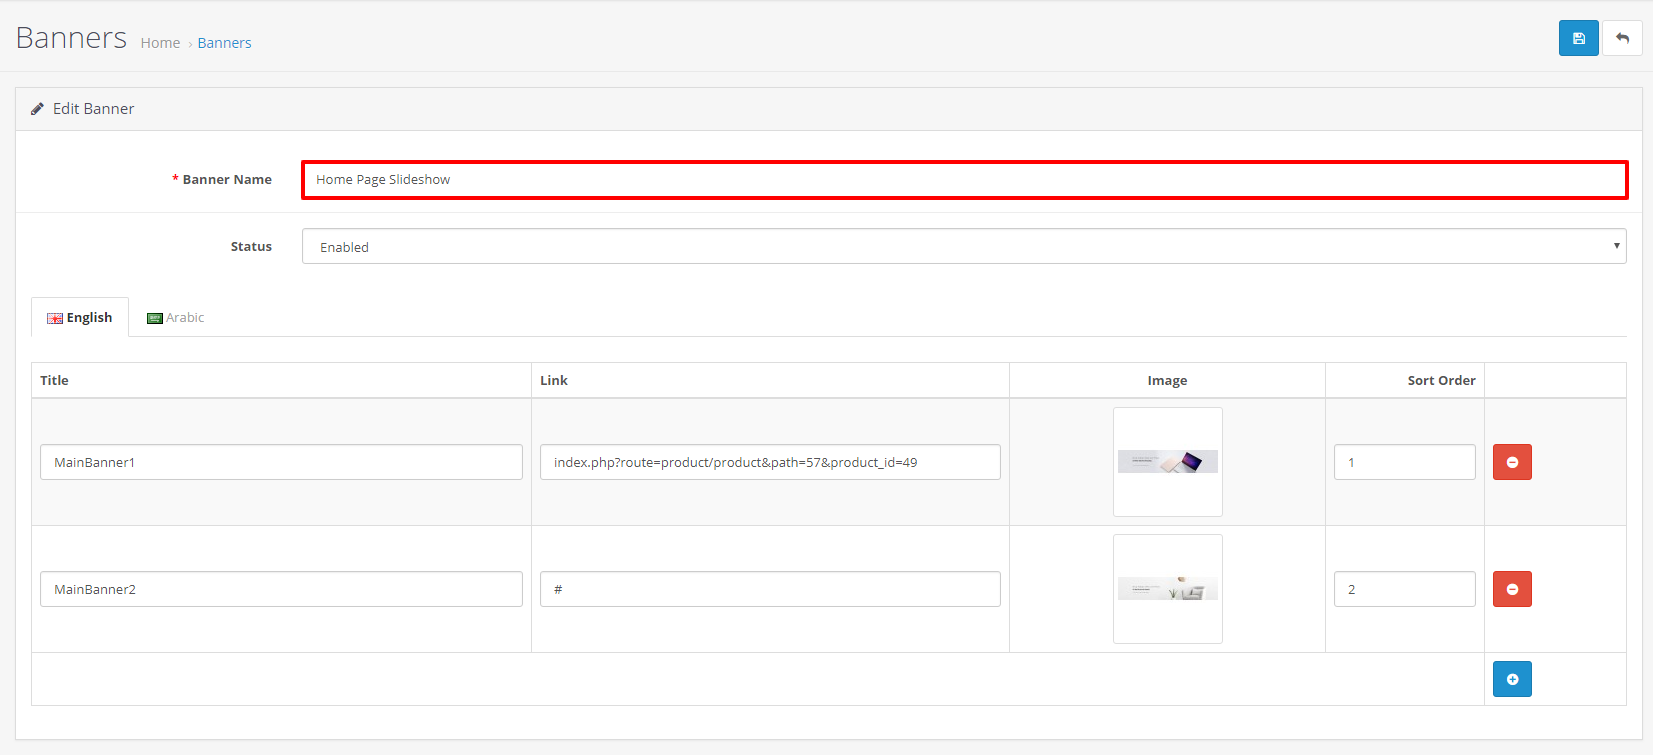 Banners Home › Banners
Edit Banner
* Banner Name Home Page Slideshow
Status Enabled
English Arabic
Title Link Image Sort Order
MainBanner1 index.php?route=product/product&path=57&product_id=49 1
MainBanner2 # 2